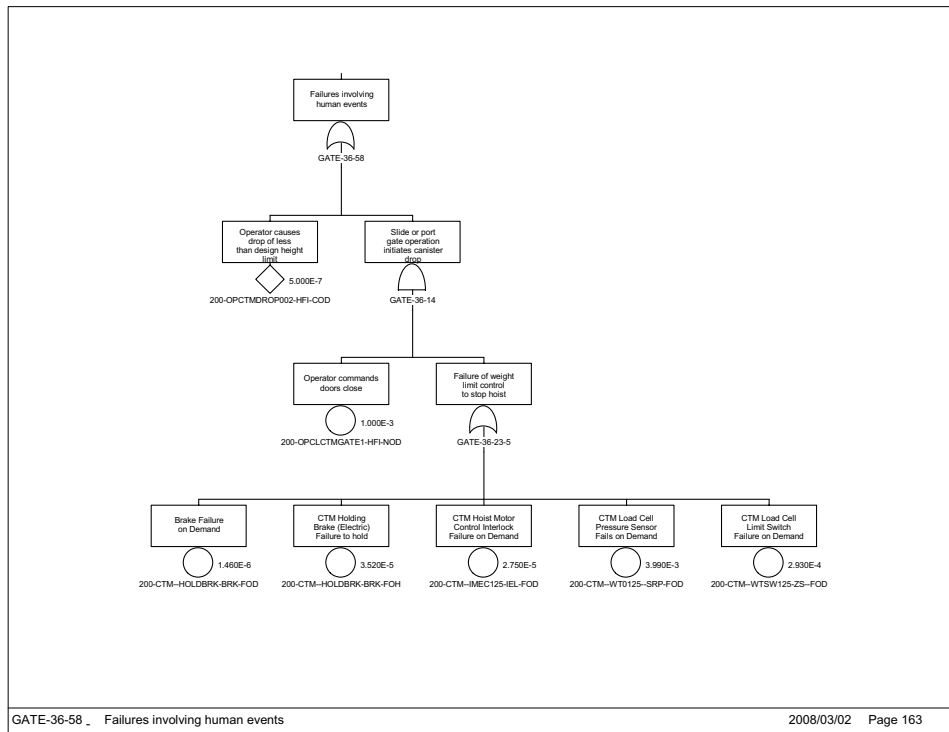 Failures involving
human events
GATE-36-58
Operator causes
drop of less
than design height
limit
5.000E-7
200-OPCTMDROP002-HFI-COD
Slide or port
gate operation
initiates canister
drop
GATE-36-14
Operator commands
doors close
1.000E-3
200-OPCLCTMGATE1-HFI-NOD
Failure of weight
limit control
to stop hoist
GATE-36-23-5
Brake Failure
on Demand
1.460E-6
200-CTM--HOLDBRK-BRK-FOD
CTM Holding
Brake (Electric)
Failure to hold
3.520E-5
200-CTM--HOLDBRK-BRK-FOH
CTM Hoist Motor
Control Interlock
Failure on Demand
2.750E-5
200-CTM--IMEC125-IEL-FOD
CTM Load Cell
Pressure Sensor
Fails on Demand
3.990E-3
200-CTM--WT0125--SRP-FOD
CTM Load Cell
Limit Switch
Failure on Demand
2.930E-4
200-CTM--WTSW125-ZS--FOD
GATE-36-58 _ Failures involving human events
2008/03/02 Page 163